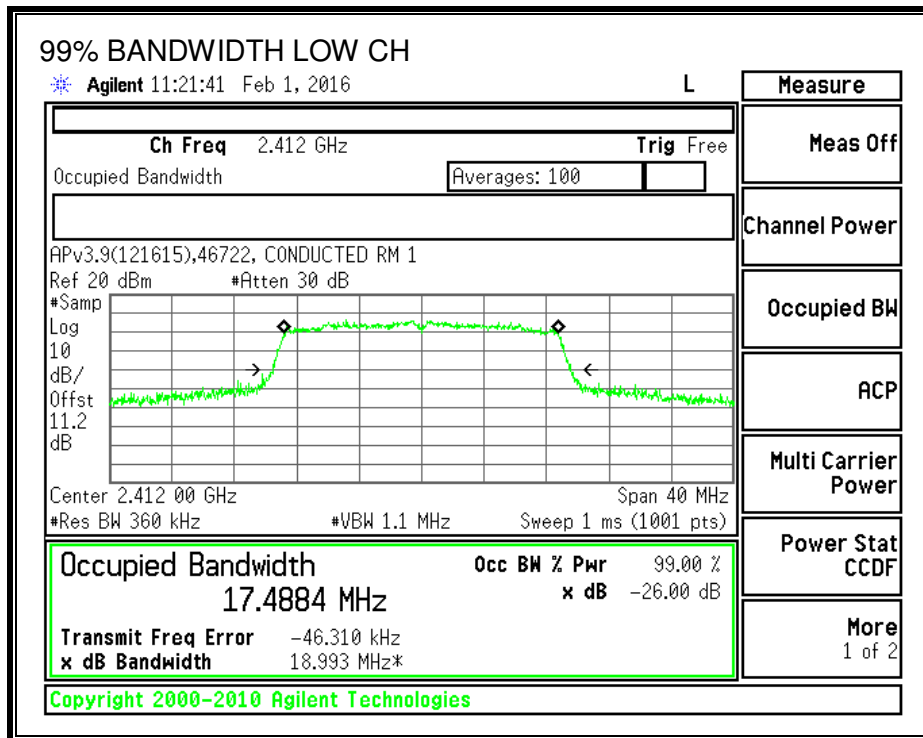 99% BANDWIDTH LOW CH
Agilent 11:21:41 Feb 1, 2016 L
Measure
Ch Freq 2.412 GHz Trig Free
Meas Off
Occupied Bandwidth Averages: 100
Channel Power
APv3.9(121615),46722, CONDUCTED RM 1
Ref 20 dBm #Atten 30 dB
#Samp
Log
10
dB/
Offst
11.2
dB
Occupied BW
ACP
Multi Carrier
Power
Center 2.412 00 GHz Span 40 MHz
#Res BW 360 kHz #VBW 1.1 MHz Sweep 1 ms (1001 pts)
Power Stat
CCDF
Occupied Bandwidth Occ BW % Pwr 99.00 %
17.4884 MHz x dB -26.00 dB
Transmit Freq Error -46.310 kHz
x dB Bandwidth 18.993 MHz*
More
1 of 2
Copyright 2000-2010 Agilent Technologies